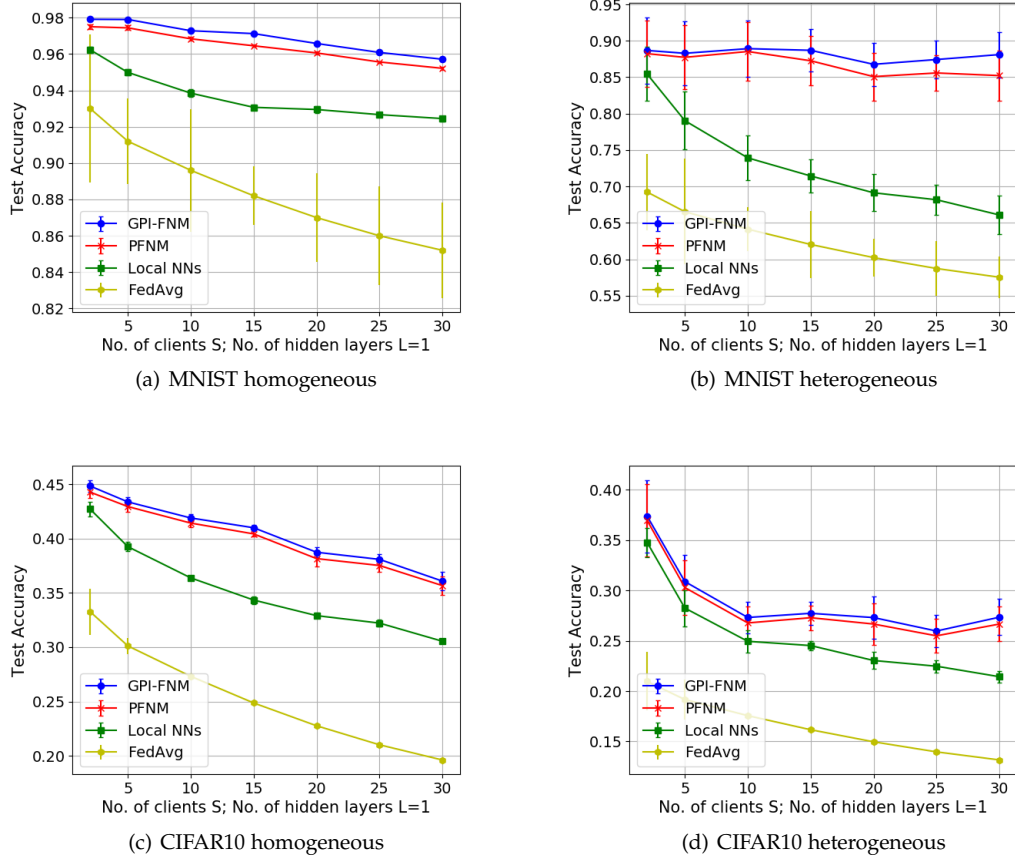 0.98
0.96
0.94
0.92
0.90
0.88
0.86
0.84
0.82
Test Accuracy
GPI-FNM
PFNM
Local NNs
FedAvg
5 10 15 20 25 30
No. of clients S; No. of hidden layers L=1
(a) MNIST homogeneous
0.95
0.90
0.85
0.80
0.75
0.70
0.65
0.60
0.55
Test Accuracy
GPI-FNM
PFNM
Local NNs
FedAvg
5 10 15 20 25 30
No. of clients S; No. of hidden layers L=1
(b) MNIST heterogeneous
0.45
0.40
0.35
0.30
0.25
0.20
Test Accuracy
GPI-FNM
PFNM
Local NNs
FedAvg
5 10 15 20 25 30
No. of clients S; No. of hidden layers L=1
(c) CIFAR10 homogeneous
0.40
0.35
0.30
0.25
0.20
0.15
Test Accuracy
GPI-FNM
PFNM
Local NNs
FedAvg
5 10 15 20 25 30
No. of clients S; No. of hidden layers L=1
(d) CIFAR10 heterogeneous